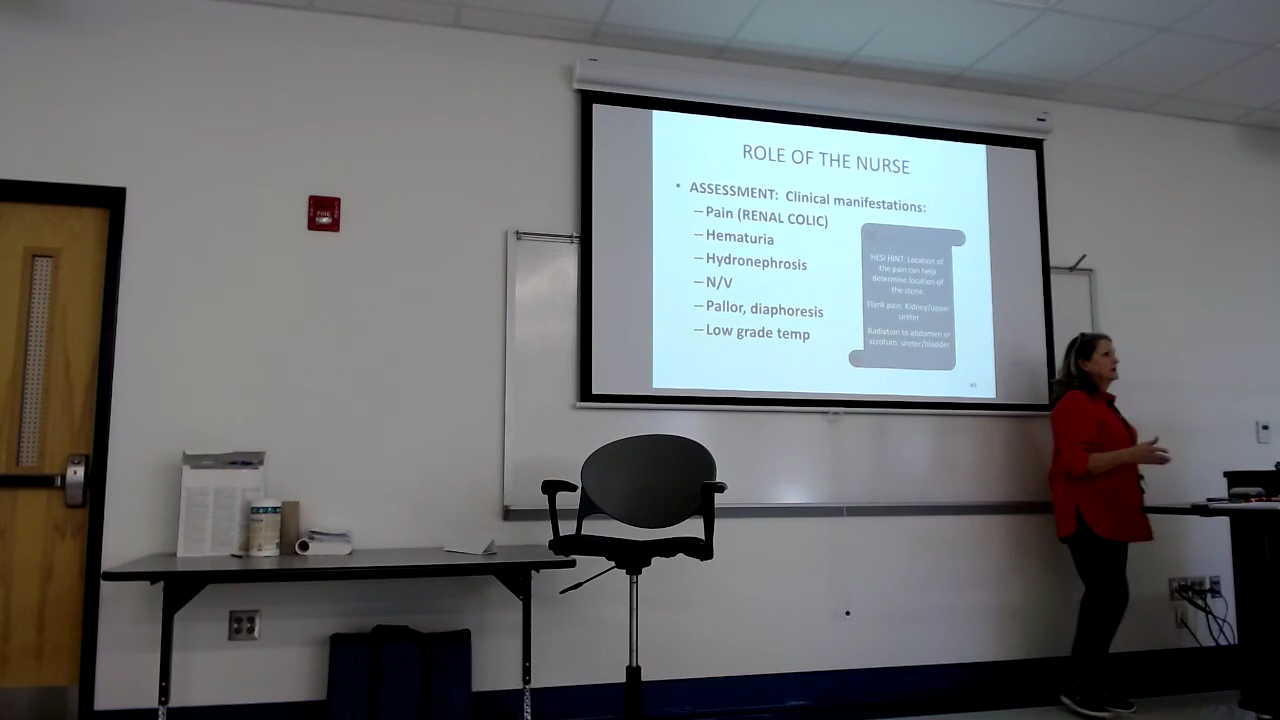 ROLE OF THE NURSE
• ASSESSMENT: Clinical manifestations:
–Pain (RENAL COLIC)
–Hematuria
–Hydronephrosis
–N/V
–Pallor, diaphoresis
–Low grade temp
HESI HINT: Location of
the pain can help
determine location of
the stone.
Flank pain: Kidney/upper
ureter
Radiation to abdomen or
scrotum: ureter/bladder
FIRE